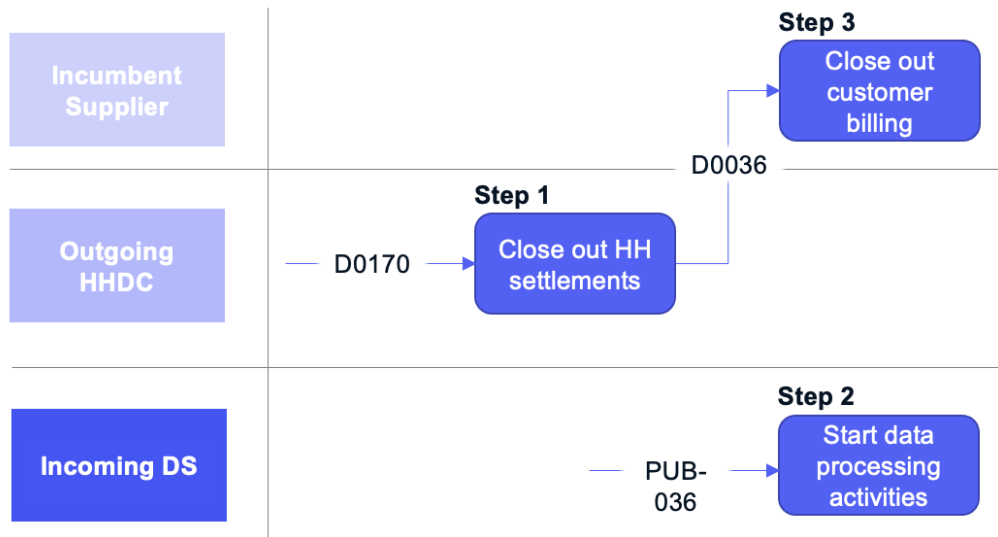 Step 3
Incumbent
Supplier
Close out
customer
billing
D0036
Step 1
Outgoing
HHDC
D0170
Close out HH
settlements
Step 2
Incoming DS
PUB-
036
Start data
processing
activities